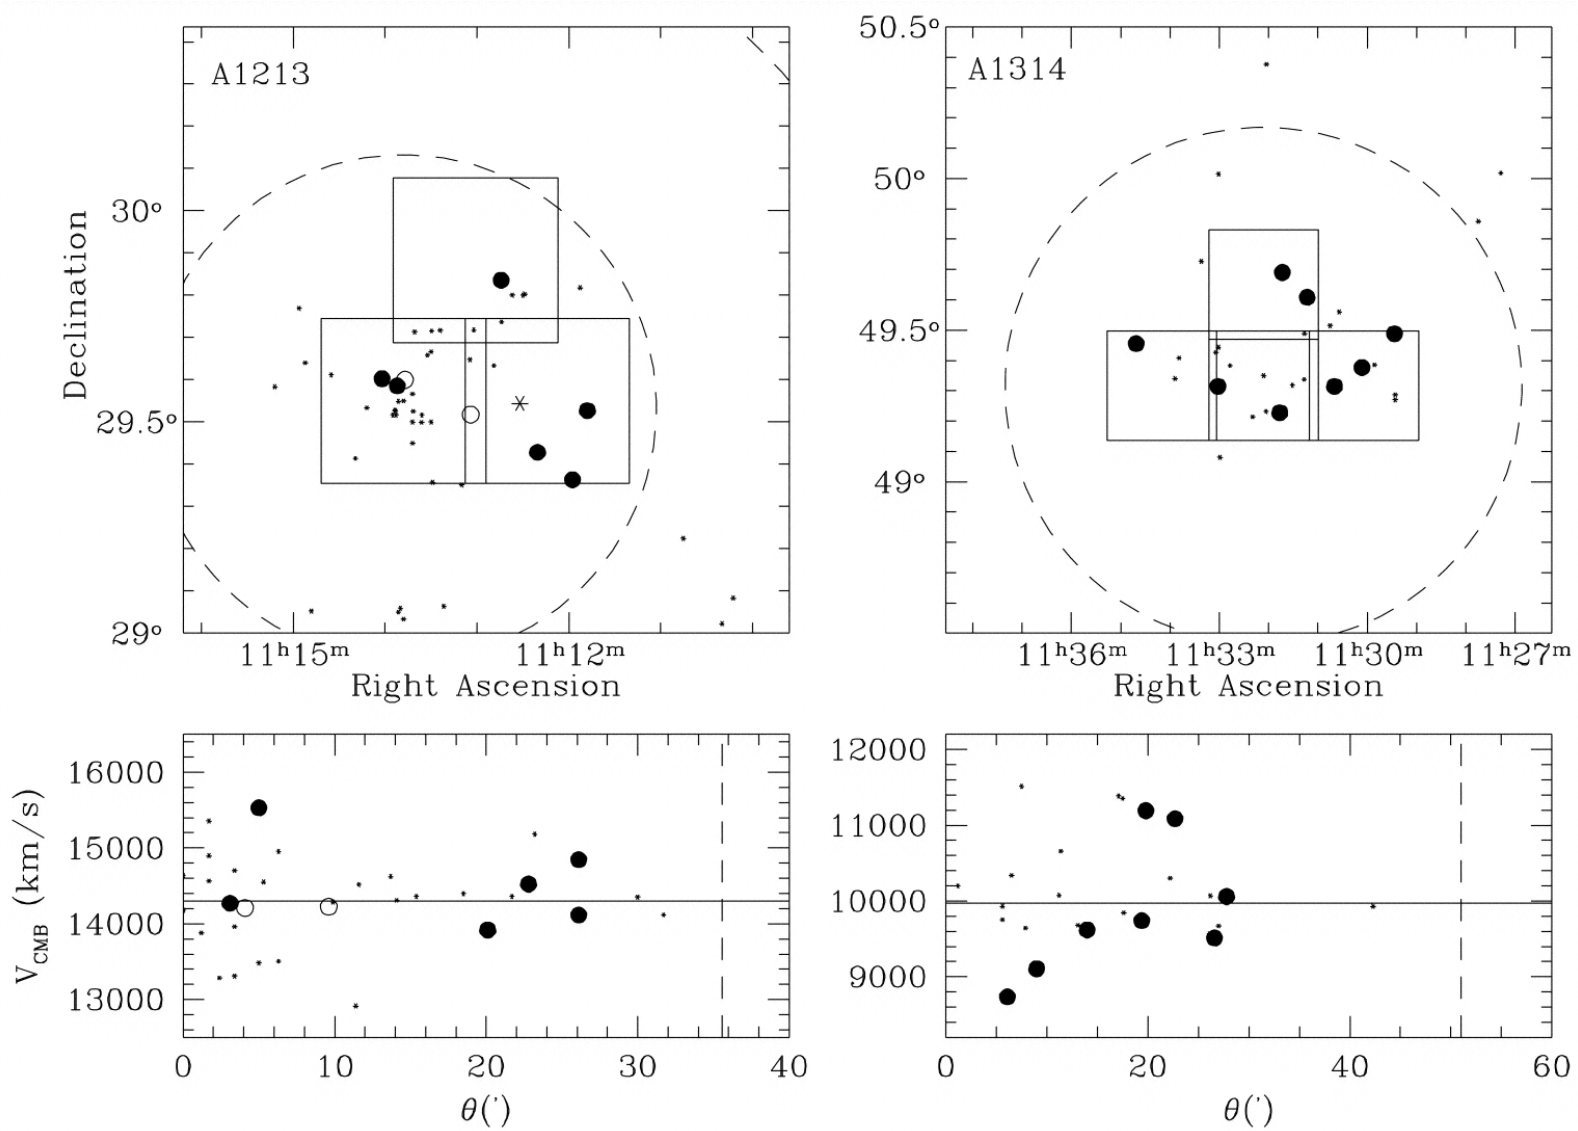 A1213
30°
29.5°
29°
Declination
11ʰ15ᵐ 11ʰ12ᵐ
Right Ascension
A1314
50.5°
50°
49.5°
49°
11ʰ36ᵐ 11ʰ33ᵐ 11ʰ30ᵐ 11ʰ27ᵐ
Right Ascension
16000
15000
14000
13000
V_CMB (km/s)
0 10 20 30 40
θ(')
12000
11000
10000
9000
0 20 40 60
θ(')